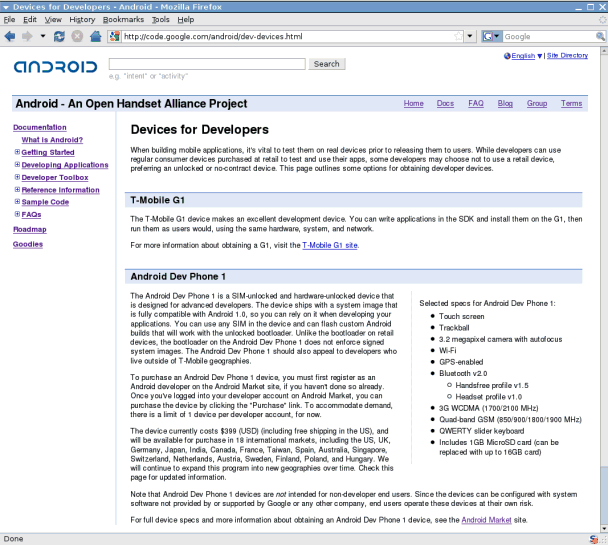 Devices for Developers - Android - Mozilla Firefox
File Edit View History Bookmarks Tools Help
http://code.google.com/android/dev-devices.html
Google
English ▼ | Site Directory
android
Search
e.g. "intent" or "activity"
Android - An Open Handset Alliance Project
Home Docs FAQ Blog Group Terms
Documentation
What is Android?
Getting Started
Developing Applications
Developer Toolbox
Reference Information
Sample Code
FAQs
Roadmap
Goodies
Devices for Developers
When building mobile applications, it's vital to test them on real devices prior to releasing them to users. While developers can use
regular consumer devices purchased at retail to test and use their apps, some developers may choose not to use a retail device,
preferring an unlocked or no-contract device. This page outlines some options for obtaining developer devices.
T-Mobile G1
The T-Mobile G1 device makes an excellent development device. You can write applications in the SDK and install them on the G1, then
run them as users would, using the same hardware, system, and network.
For more information about obtaining a G1, visit the T-Mobile G1 site.
Android Dev Phone 1
The Android Dev Phone 1 is a SIM-unlocked and hardware-unlocked device that
is designed for advanced developers. The device ships with a system image that
is fully compatible with Android 1.0, so you can rely on it when developing your
applications. You can use any SIM in the device and can flash custom Android
builds that will work with the unlocked bootloader. Unlike the bootloader on retail
devices, the bootloader on the Android Dev Phone 1 does not enforce signed
system images. The Android Dev Phone 1 should also appeal to developers who
live outside of T-Mobile geographies.
To purchase an Android Dev Phone 1 device, you must first register as an
Android developer on the Android Market site, if you haven't done so already.
Once you've logged into your developer account on Android Market, you can
purchase the device by clicking the "Purchase" link. To accommodate demand,
there is a limit of 1 device per developer account, for now.
The device currently costs $399 (USD) (including free shipping in the US), and
will be available for purchase in 18 international markets, including the US, UK,
Germany, Japan, India, Canada, France, Taiwan, Spain, Australia, Singapore,
Switzerland, Netherlands, Austria, Sweden, Finland, Poland, and Hungary. We
will continue to expand this program into new geographies over time. Check this
page for updated information.
Selected specs for Android Dev Phone 1:
Touch screen
Trackball
3.2 megapixel camera with autofocus
Wi-Fi
GPS-enabled
Bluetooth v2.0
Handsfree profile v1.5
Headset profile v1.0
3G WCDMA (1700/2100 MHz)
Quad-band GSM (850/900/1800/1900 MHz)
QWERTY slider keyboard
Includes 1GB MicroSD card (can be
replaced with up to 16GB card)
Note that Android Dev Phone 1 devices are not intended for non-developer end users. Since the devices can be configured with system
software not provided by or supported by Google or any other company, end users operate these devices at their own risk.
For full device specs and more information about obtaining an Android Dev Phone 1 device, see the Android Market site.
Done